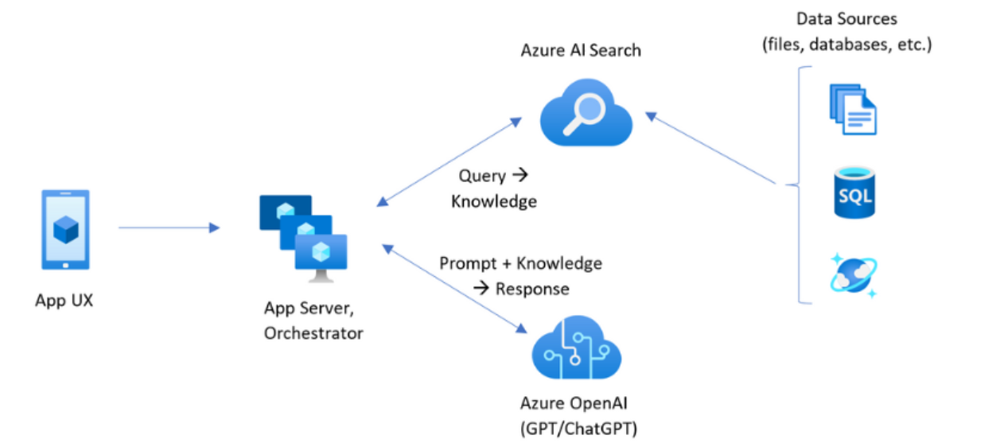 Data Sources
(files, databases, etc.)
Azure AI Search
SQL
Query →
Knowledge
Prompt + Knowledge
→ Response
App UX
App Server,
Orchestrator
Azure OpenAI
(GPT/ChatGPT)